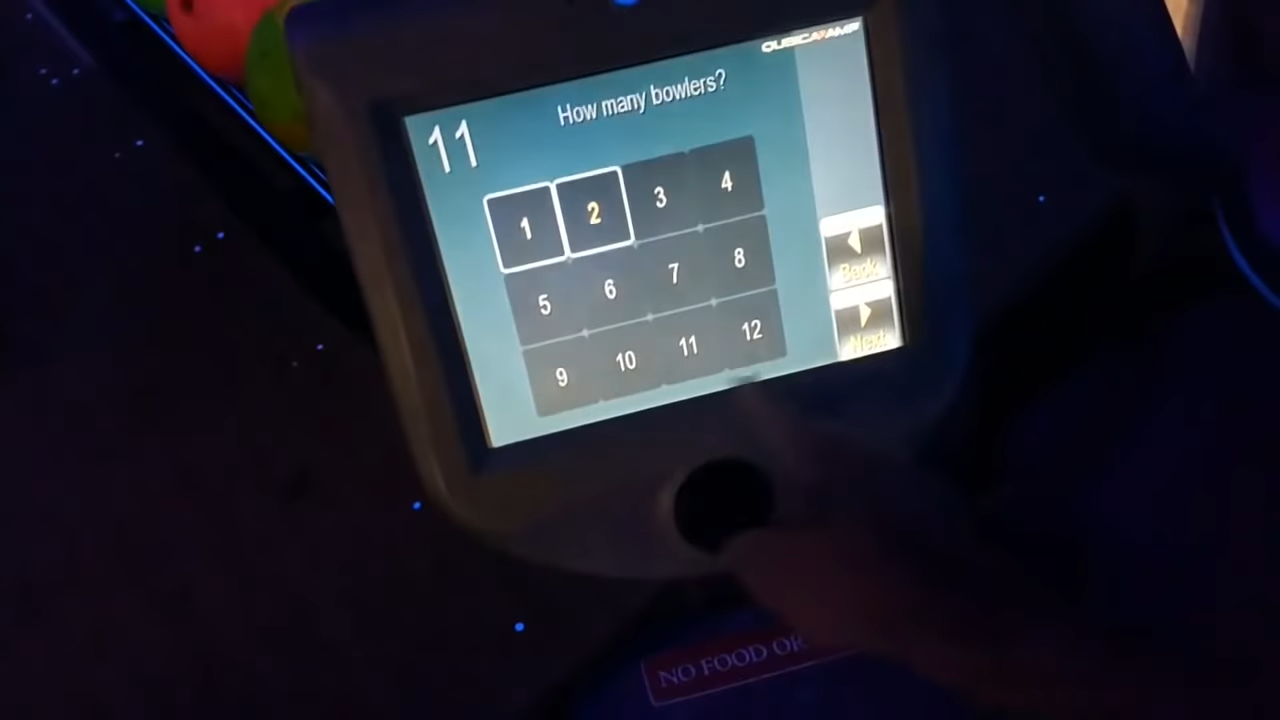 QUBICAAMF
How many bowlers?
11
1 2 3 4
5 6 7 8
9 10 11 12
Back
Next
NO FOOD OR